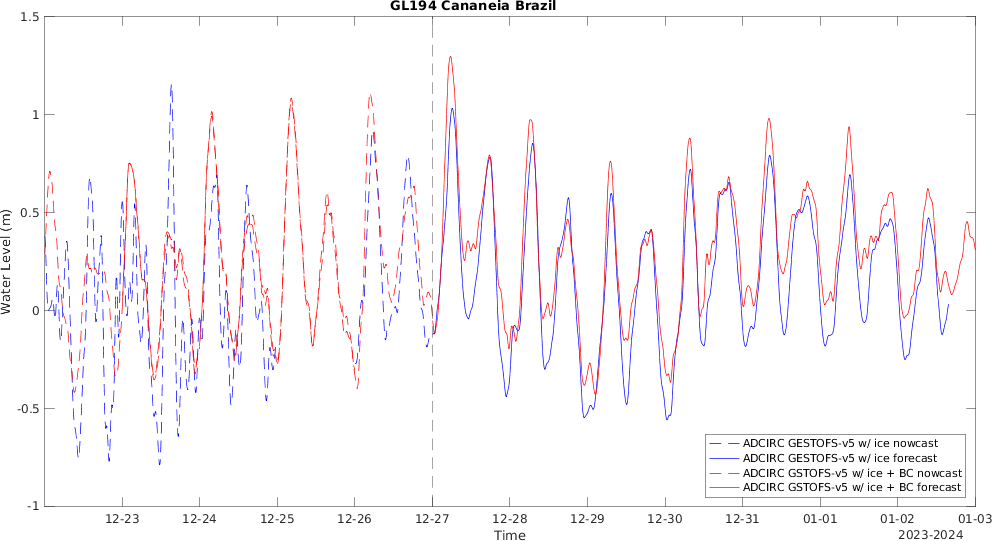 GL194 Cananeia Brazil
1.5
1
0.5
0
-0.5
-1
Water Level (m)
12-23
12-24
12-25
12-26
12-27
12-28
12-29
12-30
12-31
01-01
01-02
01-03
Time
2023-2024
ADCIRC GESTOFS-v5 w/ ice nowcast
ADCIRC GESTOFS-v5 w/ ice forecast
ADCIRC GSTOFS-v5 w/ ice + BC nowcast
ADCIRC GSTOFS-v5 w/ ice + BC forecast